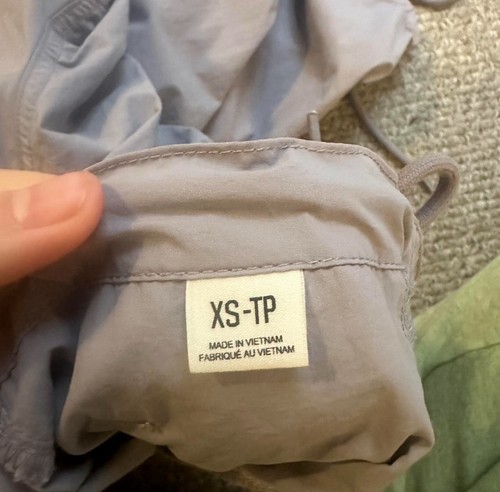 XS-TP
MADE IN VIETNAM
FABRIQUÉ AU VIETNAM